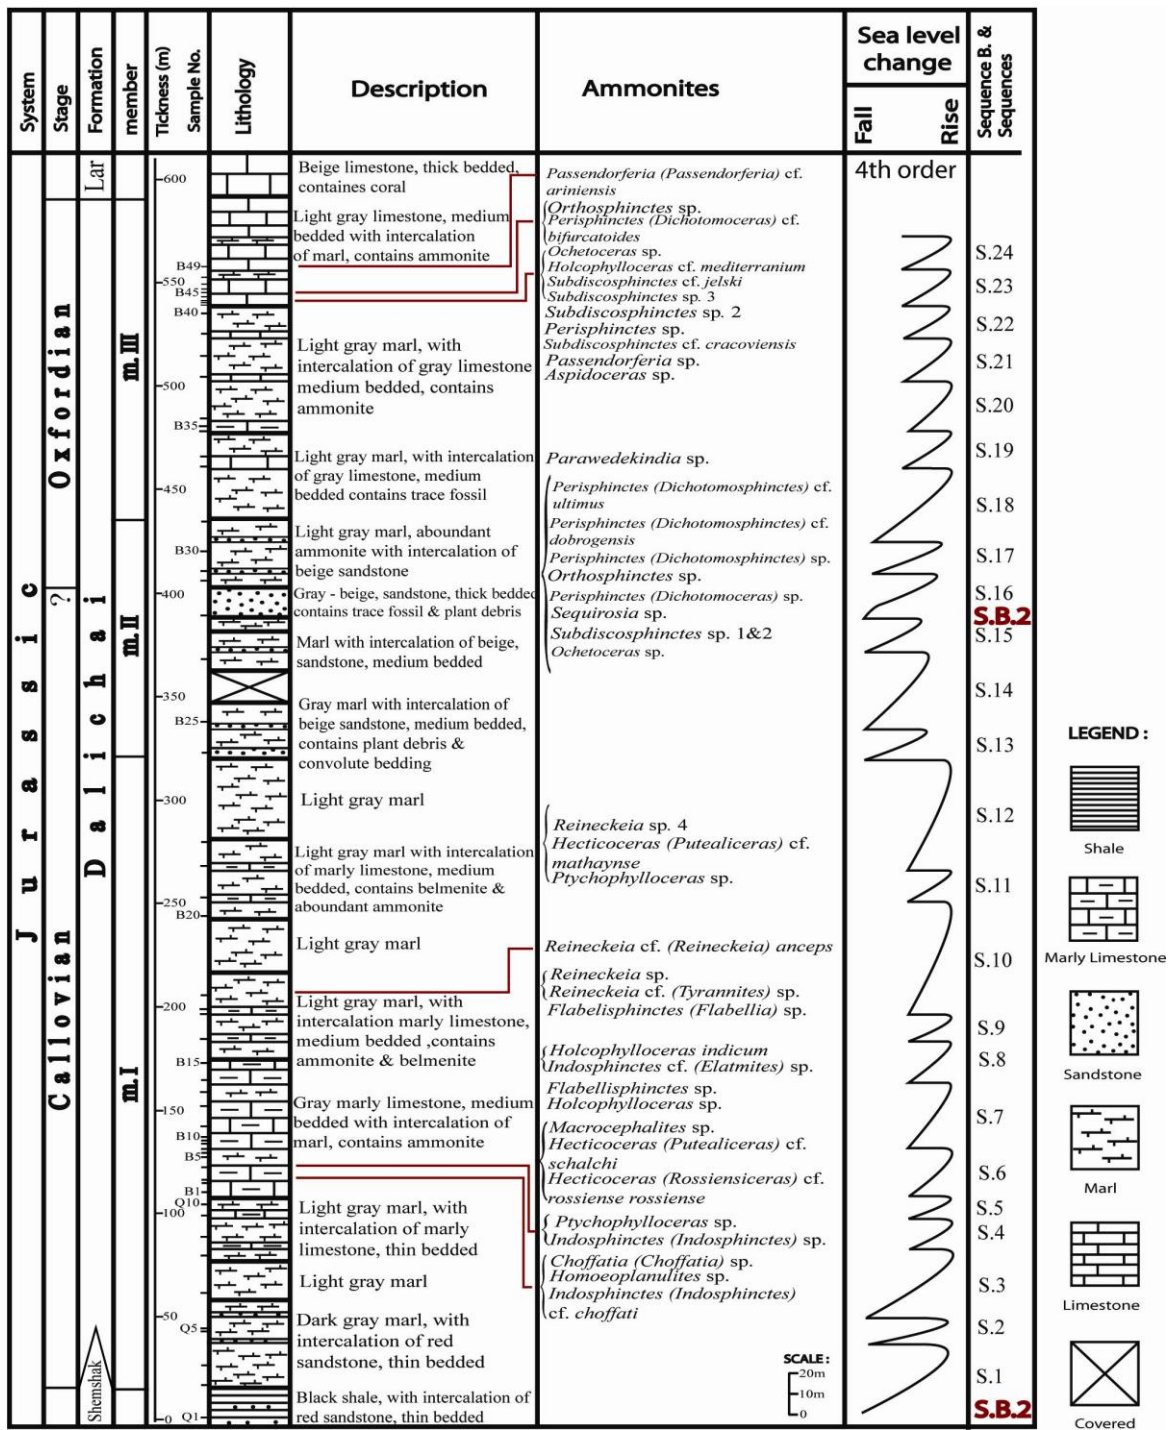 System
Stage
Formation
member
Tickness (m)
Sample No.
Lithology
Description
Ammonites
Sea level
change
Fall
Rise
Sequence B. &
Sequences
Jurassic
Oxfordian
?
Callovian
Lar
Dalichai
Shemshak
m.III
m.II
m.I
600
B49
550
B45
B40
500
B35
450
B30
400
350
B25
300
250
B20
200
B15
150
B10
B5
B1
Q10
100
50
Q5
Q1
0
Beige limestone, thick bedded,
containes coral
Light gray limestone, medium
bedded with intercalation
of marl, contains ammonite
Light gray marl, with
intercalation of gray limestone
medium bedded, contains
ammonite
Light gray marl, with intercalation
of gray limestone, medium
bedded contains trace fossil
Light gray marl, aboundant
ammonite with intercalation of
beige sandstone
Gray - beige, sandstone, thick bedded
contains trace fossil & plant debris
Marl with intercalation of beige,
sandstone, medium bedded
Gray marl with intercalation of
beige sandstone, medium bedded,
contains plant debris &
convolute bedding
Light gray marl
Light gray marl with intercalation
of marly limestone, medium
bedded, contains belmenite &
aboundant ammonite
Light gray marl
Light gray marl, with
intercalation marly limestone,
medium bedded ,contains
ammonite & belmenite
Gray marly limestone, medium
bedded with intercalation of
marl, contains ammonite
Light gray marl, with
intercalation of marly
limestone, thin bedded
Light gray marl
Dark gray marl, with
intercalation of red
sandstone, thin bedded
Black shale, with intercalation of
red sandstone, thin bedded
Passendorferia (Passendorferia) cf.
ariniensis
Orthosphinctes sp.
Perisphinctes (Dichotomoceras) cf.
bifurcatoides
Ochetoceras sp.
Holcophylloceras cf. mediterranium
Subdiscosphinctes cf. jelski
Subdiscosphinctes sp. 3
Subdiscosphinctes sp. 2
Perisphinctes sp.
Subdiscosphinctes cf. cracoviensis
Passendorferia sp.
Aspidoceras sp.
Parawedekindia sp.
Perisphinctes (Dichotomosphinctes) cf.
ultimus
Perisphinctes (Dichotomosphinctes) cf.
dobrogensis
Perisphinctes (Dichotomosphinctes) sp.
Orthosphinctes sp.
Perisphinctes (Dichotomoceras) sp.
Sequirosia sp.
Subdiscosphinctes sp. 1&2
Ochetoceras sp.
Reineckeia sp. 4
Hecticoceras (Putealiceras) cf.
mathaynse
Ptychophylloceras sp.
Reineckeia cf. (Reineckeia) anceps
Reineckeia sp.
Reineckeia cf. (Tyrannites) sp.
Flabelisphinctes (Flabellia) sp.
Holcophylloceras indicum
Indosphinctes cf. (Elatmites) sp.
Flabellisphinctes sp.
Holcophylloceras sp.
Macrocephalites sp.
Hecticoceras (Putealiceras) cf.
schalchi
Hecticoceras (Rossiensiceras) cf.
rossiense rossiense
Ptychophylloceras sp.
Indosphinctes (Indosphinctes) sp.
Choffatia (Choffatia) sp.
Homoeoplanulites sp.
Indosphinctes (Indosphinctes)
cf. choffati
SCALE :
20m
10m
0
4th order
S.24
S.23
S.22
S.21
S.20
S.19
S.18
S.17
S.16
S.B.2
S.15
S.14
S.13
S.12
S.11
S.10
S.9
S.8
S.7
S.6
S.5
S.4
S.3
S.2
S.1
S.B.2
LEGEND :
Shale
Marly Limestone
Sandstone
Marl
Limestone
Covered